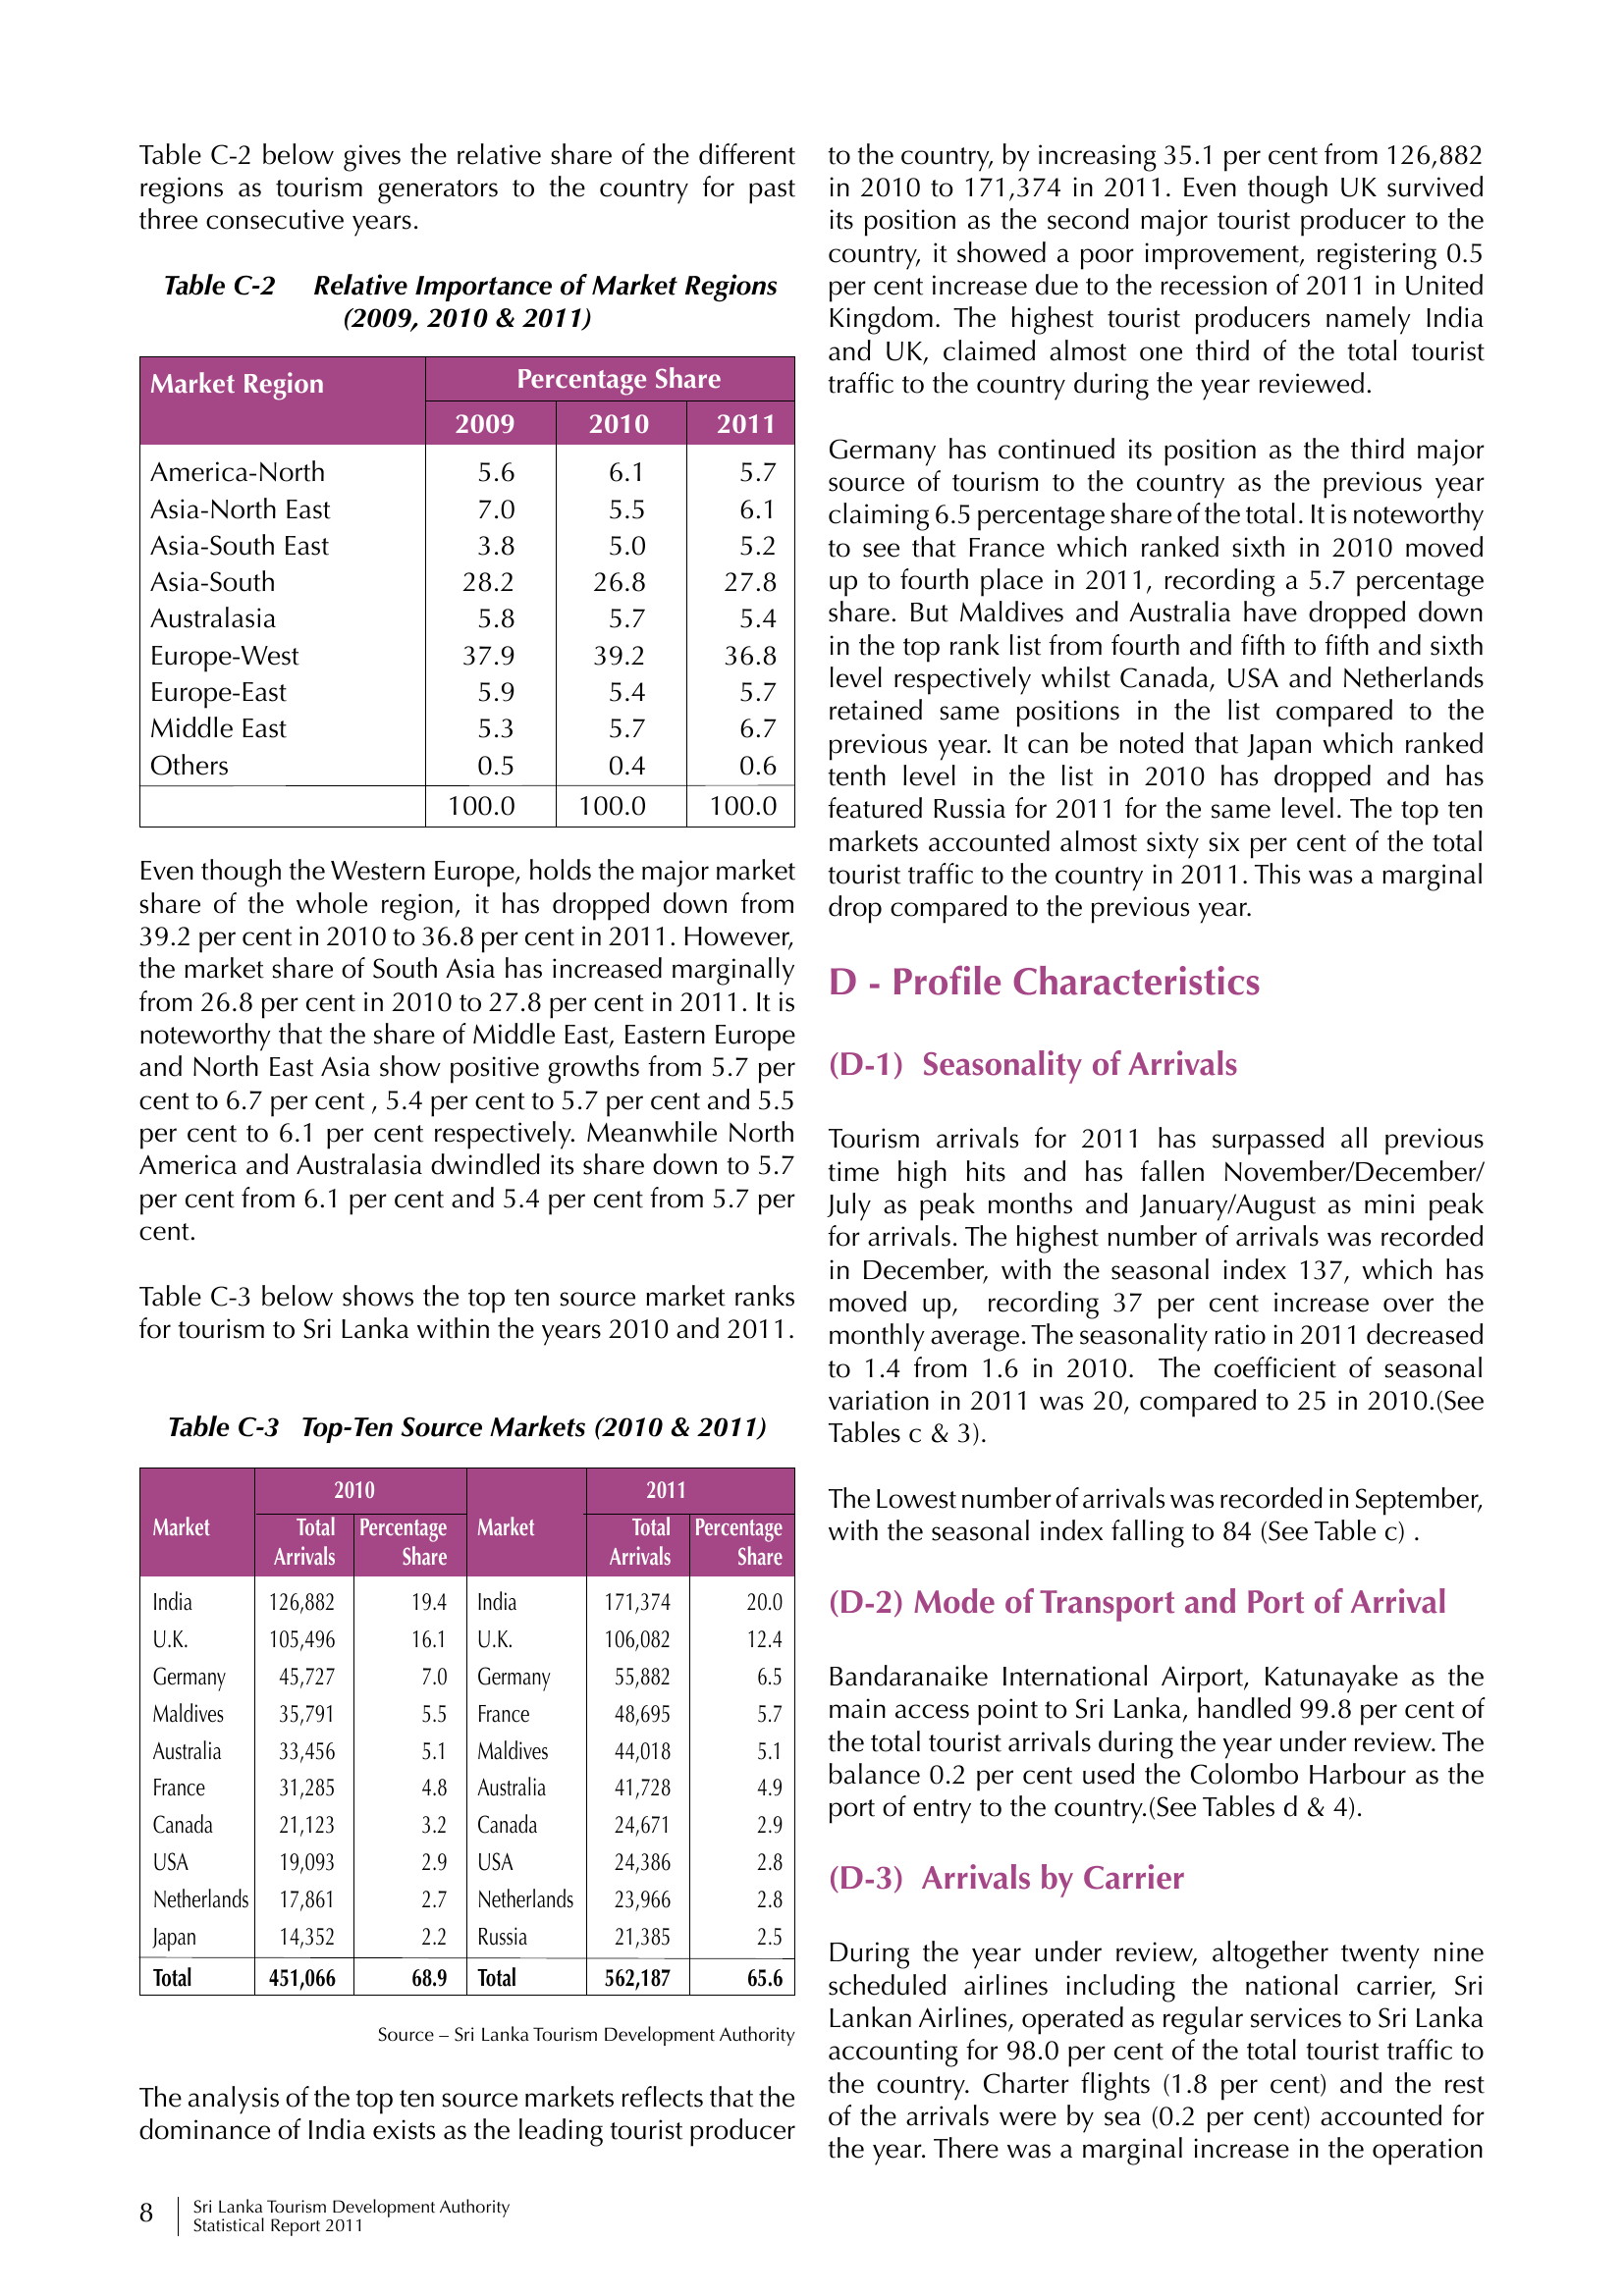 Table C-2 below gives the relative share of the different
regions as tourism generators to the country for past
three consecutive years.
Table C-2 Relative Importance of Market Regions
(2009, 2010 & 2011)
Market Region Percentage Share
2009 2010 2011
America-North 5.6 6.1 5.7
Asia-North East 7.0 5.5 6.1
Asia-South East 3.8 5.0 5.2
Asia-South 28.2 26.8 27.8
Australasia 5.8 5.7 5.4
Europe-West 37.9 39.2 36.8
Europe-East 5.9 5.4 5.7
Middle East 5.3 5.7 6.7
Others 0.5 0.4 0.6
100.0 100.0 100.0
Even though the Western Europe, holds the major market
share of the whole region, it has dropped down from
39.2 per cent in 2010 to 36.8 per cent in 2011. However,
the market share of South Asia has increased marginally
from 26.8 per cent in 2010 to 27.8 per cent in 2011. It is
noteworthy that the share of Middle East, Eastern Europe
and North East Asia show positive growths from 5.7 per
cent to 6.7 per cent , 5.4 per cent to 5.7 per cent and 5.5
per cent to 6.1 per cent respectively. Meanwhile North
America and Australasia dwindled its share down to 5.7
per cent from 6.1 per cent and 5.4 per cent from 5.7 per
cent.
Table C-3 below shows the top ten source market ranks
for tourism to Sri Lanka within the years 2010 and 2011.
Table C-3 Top-Ten Source Markets (2010 & 2011)
2010 2011
Market Total Percentage Market Total Percentage
Arrivals Share Arrivals Share
India 126,882 19.4 India 171,374 20.0
U.K. 105,496 16.1 U.K. 106,082 12.4
Germany 45,727 7.0 Germany 55,882 6.5
Maldives 35,791 5.5 France 48,695 5.7
Australia 33,456 5.1 Maldives 44,018 5.1
France 31,285 4.8 Australia 41,728 4.9
Canada 21,123 3.2 Canada 24,671 2.9
USA 19,093 2.9 USA 24,386 2.8
Netherlands 17,861 2.7 Netherlands 23,966 2.8
Japan 14,352 2.2 Russia 21,385 2.5
Total 451,066 68.9 Total 562,187 65.6
Source – Sri Lanka Tourism Development Authority
The analysis of the top ten source markets reflects that the
dominance of India exists as the leading tourist producer
to the country, by increasing 35.1 per cent from 126,882
in 2010 to 171,374 in 2011. Even though UK survived
its position as the second major tourist producer to the
country, it showed a poor improvement, registering 0.5
per cent increase due to the recession of 2011 in United
Kingdom. The highest tourist producers namely India
and UK, claimed almost one third of the total tourist
traffic to the country during the year reviewed.
Germany has continued its position as the third major
source of tourism to the country as the previous year
claiming 6.5 percentage share of the total. It is noteworthy
to see that France which ranked sixth in 2010 moved
up to fourth place in 2011, recording a 5.7 percentage
share. But Maldives and Australia have dropped down
in the top rank list from fourth and fifth to fifth and sixth
level respectively whilst Canada, USA and Netherlands
retained same positions in the list compared to the
previous year. It can be noted that Japan which ranked
tenth level in the list in 2010 has dropped and has
featured Russia for 2011 for the same level. The top ten
markets accounted almost sixty six per cent of the total
tourist traffic to the country in 2011. This was a marginal
drop compared to the previous year.
D - Profile Characteristics
(D-1) Seasonality of Arrivals
Tourism arrivals for 2011 has surpassed all previous
time high hits and has fallen November/December/
July as peak months and January/August as mini peak
for arrivals. The highest number of arrivals was recorded
in December, with the seasonal index 137, which has
moved up, recording 37 per cent increase over the
monthly average. The seasonality ratio in 2011 decreased
to 1.4 from 1.6 in 2010. The coefficient of seasonal
variation in 2011 was 20, compared to 25 in 2010.(See
Tables c & 3).
The Lowest number of arrivals was recorded in September,
with the seasonal index falling to 84 (See Table c) .
(D-2) Mode of Transport and Port of Arrival
Bandaranaike International Airport, Katunayake as the
main access point to Sri Lanka, handled 99.8 per cent of
the total tourist arrivals during the year under review. The
balance 0.2 per cent used the Colombo Harbour as the
port of entry to the country.(See Tables d & 4).
(D-3) Arrivals by Carrier
During the year under review, altogether twenty nine
scheduled airlines including the national carrier, Sri
Lankan Airlines, operated as regular services to Sri Lanka
accounting for 98.0 per cent of the total tourist traffic to
the country. Charter flights (1.8 per cent) and the rest
of the arrivals were by sea (0.2 per cent) accounted for
the year. There was a marginal increase in the operation
8 Sri Lanka Tourism Development Authority
Statistical Report 2011